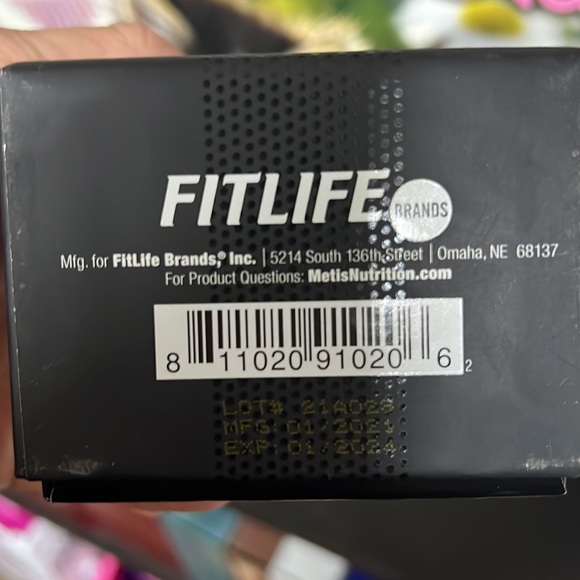 FITLIFE BRANDS
Mfg. for FitLife Brands,® Inc. | 5214 South 136th Street | Omaha, NE 68137
For Product Questions: MetisNutrition.com
8 11020 91020 6 2
LOT# 21A028
MFG 01/2021
EXP 01/2024